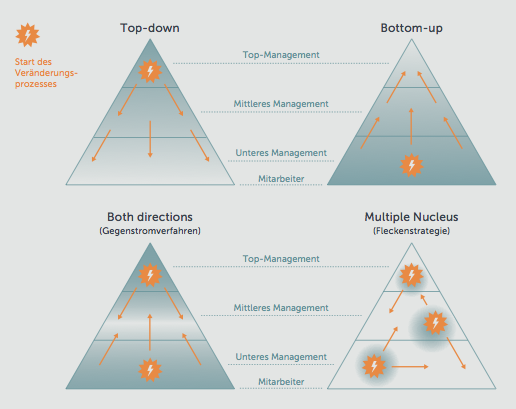 Top-down
Bottom-up
Start des
Veränderungs-
prozesses
Top-Management
Mittleres Management
Unteres Management
Mitarbeiter
Both directions
(Gegenstromverfahren)
Multiple Nucleus
(Fleckenstrategie)
Top-Management
Mittleres Management
Unteres Management
Mitarbeiter